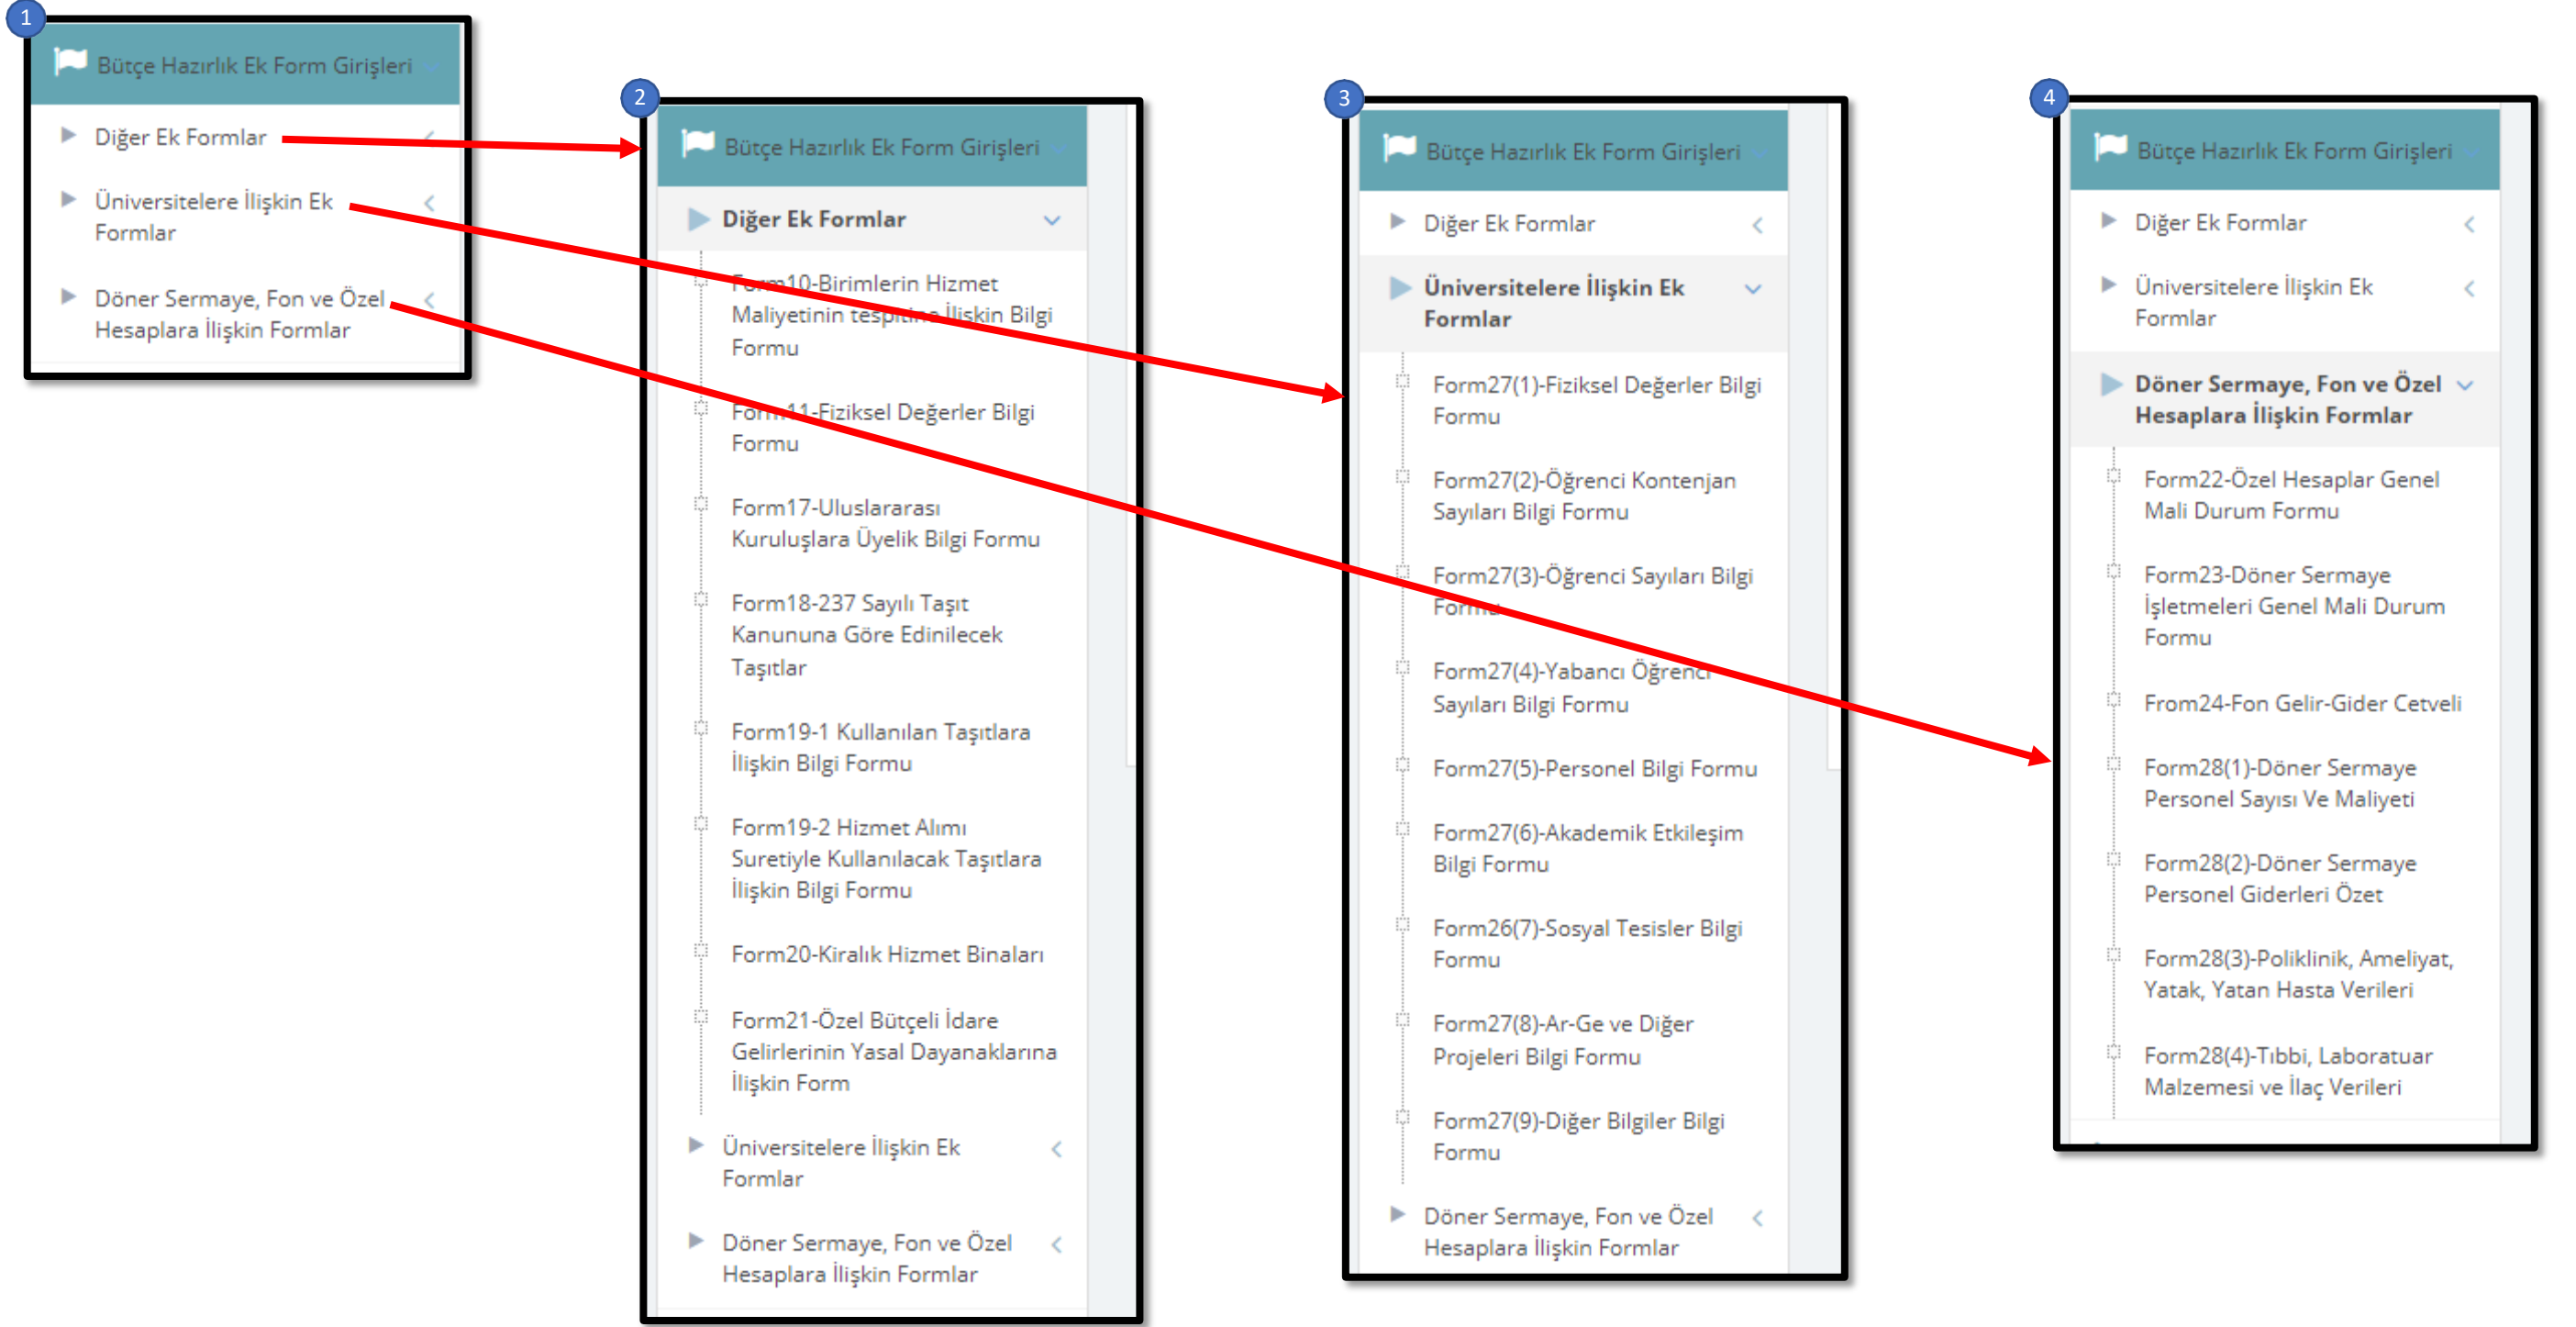 1
Bütçe Hazırlık Ek Form Girişleri
Diğer Ek Formlar
Üniversitelere İlişkin Ek
Formlar
Döner Sermaye, Fon ve Özel
Hesaplara İlişkin Formlar
2
Bütçe Hazırlık Ek Form Girişleri
Diğer Ek Formlar
Form10-Birimlerin Hizmet
Maliyetinin tespitine İlişkin Bilgi
Formu
Form11-Fiziksel Değerler Bilgi
Formu
Form17-Uluslararası
Kuruluşlara Üyelik Bilgi Formu
Form18-237 Sayılı Taşıt
Kanununa Göre Edinilecek
Taşıtlar
Form19-1 Kullanılan Taşıtlara
İlişkin Bilgi Formu
Form19-2 Hizmet Alımı
Suretiyle Kullanılacak Taşıtlara
İlişkin Bilgi Formu
Form20-Kiralık Hizmet Binaları
Form21-Özel Bütçeli İdare
Gelirlerinin Yasal Dayanaklarına
İlişkin Form
Üniversitelere İlişkin Ek
Formlar
Döner Sermaye, Fon ve Özel
Hesaplara İlişkin Formlar
3
Bütçe Hazırlık Ek Form Girişleri
Diğer Ek Formlar
Üniversitelere İlişkin Ek
Formlar
Form27(1)-Fiziksel Değerler Bilgi
Formu
Form27(2)-Öğrenci Kontenjan
Sayıları Bilgi Formu
Form27(3)-Öğrenci Sayıları Bilgi
Formu
Form27(4)-Yabancı Öğrenci
Sayıları Bilgi Formu
Form27(5)-Personel Bilgi Formu
Form27(6)-Akademik Etkileşim
Bilgi Formu
Form26(7)-Sosyal Tesisler Bilgi
Formu
Form27(8)-Ar-Ge ve Diğer
Projeleri Bilgi Formu
Form27(9)-Diğer Bilgiler Bilgi
Formu
Döner Sermaye, Fon ve Özel
Hesaplara İlişkin Formlar
4
Bütçe Hazırlık Ek Form Girişleri
Diğer Ek Formlar
Üniversitelere İlişkin Ek
Formlar
Döner Sermaye, Fon ve Özel
Hesaplara İlişkin Formlar
Form22-Özel Hesaplar Genel
Mali Durum Formu
Form23-Döner Sermaye
İşletmeleri Genel Mali Durum
Formu
From24-Fon Gelir-Gider Cetveli
Form28(1)-Döner Sermaye
Personel Sayısı Ve Maliyeti
Form28(2)-Döner Sermaye
Personel Giderleri Özet
Form28(3)-Poliklinik, Ameliyat,
Yatak, Yatan Hasta Verileri
Form28(4)-Tıbbi, Laboratuar
Malzemesi ve İlaç Verileri